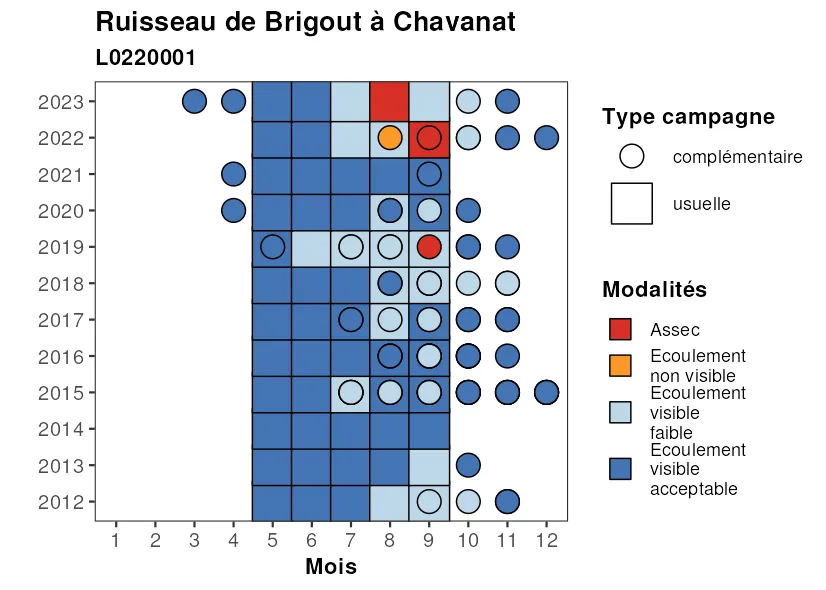 Ruisseau de Brigout à Chavanat
L0220001
2023
2022
2021
2020
2019
2018
2017
2016
2015
2014
2013
2012
1 2 3 4 5 6 7 8 9 10 11 12
Mois
Type campagne
complémentaire
usuelle
Modalités
Assec
Ecoulement
non visible
Ecoulement
visible
faible
Ecoulement
visible
acceptable